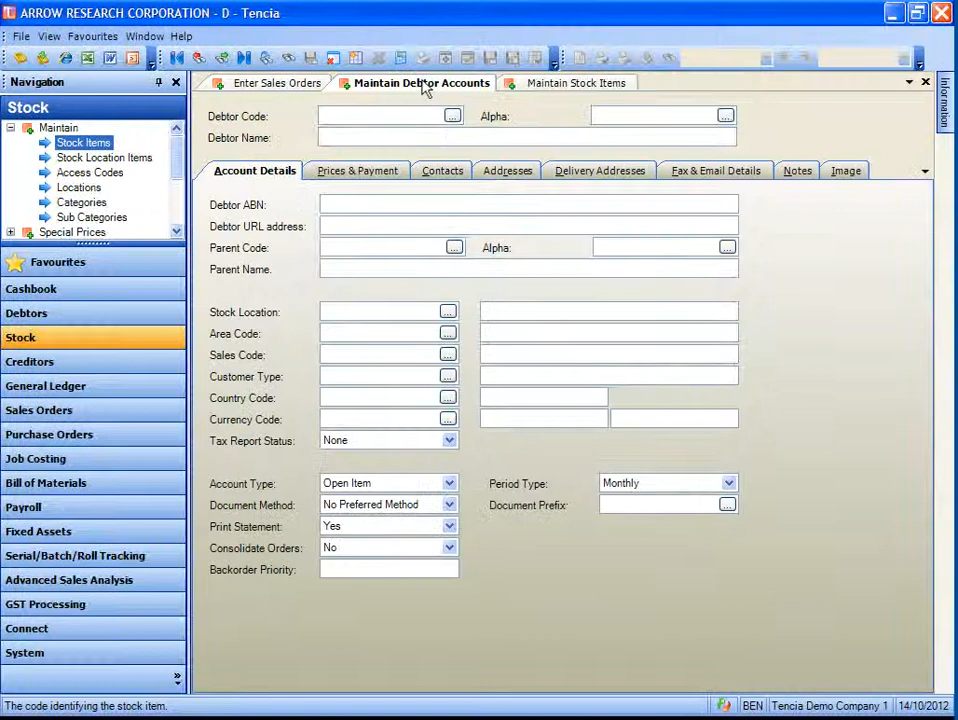 ARROW RESEARCH CORPORATION - D - Tencia
File View Favourites Window Help
Navigation
Enter Sales Orders Maintain Debtor Accounts Maintain Stock Items
Information
Stock
Maintain
Stock Items
Stock Location Items
Access Codes
Locations
Categories
Sub Categories
Special Prices
Favourites
Cashbook
Debtors
Stock
Creditors
General Ledger
Sales Orders
Purchase Orders
Job Costing
Bill of Materials
Payroll
Fixed Assets
Serial/Batch/Roll Tracking
Advanced Sales Analysis
GST Processing
Connect
System
Debtor Code: ... Alpha: ...
Debtor Name:
Account Details Prices & Payment Contacts Addresses Delivery Addresses Fax & Email Details Notes Image
Debtor ABN:
Debtor URL address:
Parent Code: ... Alpha: ...
Parent Name.
Stock Location: ...
Area Code: ...
Sales Code: ...
Customer Type: ...
Country Code: ...
Currency Code: ...
Tax Report Status: None
Account Type: Open Item Period Type: Monthly
Document Method: No Preferred Method Document Prefix: ...
Print Statement: Yes
Consolidate Orders: No
Backorder Priority:
The code identifying the stock item. BEN Tencia Demo Company 1 14/10/2012